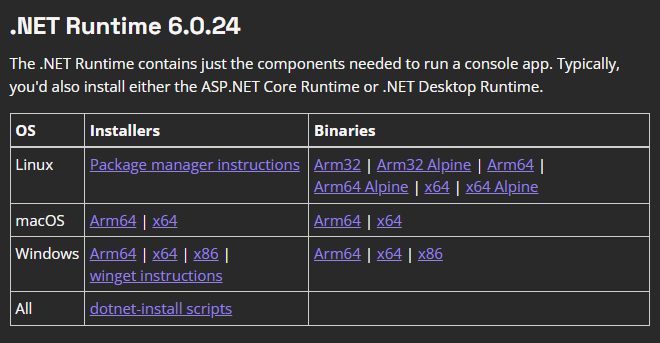 .NET Runtime 6.0.24
The .NET Runtime contains just the components needed to run a console app. Typically,
you'd also install either the ASP.NET Core Runtime or .NET Desktop Runtime.
OS Installers Binaries
Linux Package manager instructions Arm32 | Arm32 Alpine | Arm64 |
Arm64 Alpine | x64 | x64 Alpine
macOS Arm64 | x64 Arm64 | x64
Windows Arm64 | x64 | x86 | Arm64 | x64 | x86
winget instructions
All dotnet-install scripts